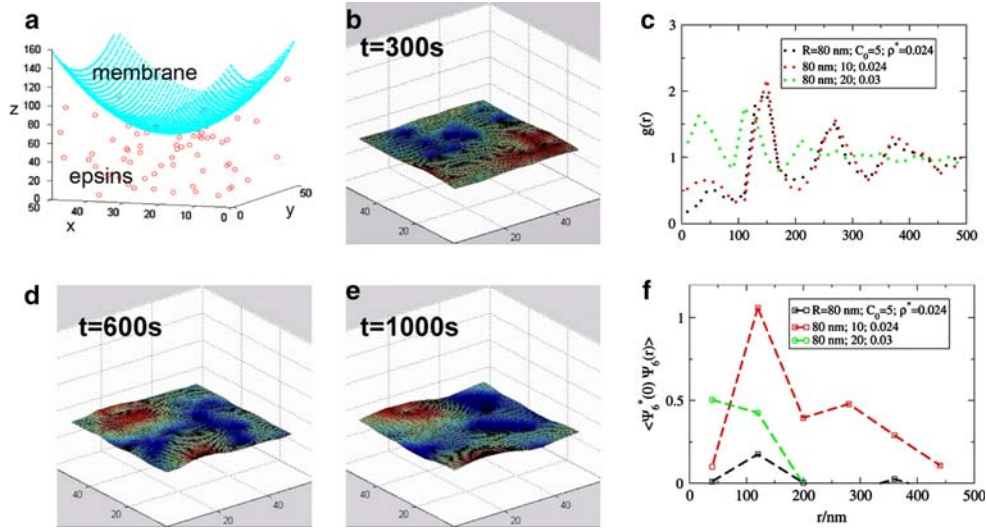 a
160
140
120
100
80
60
40
20
0
z
membrane
epsins
50
40
30
20
10
0
x
0
50
y
b
t=300s
40
20
20
40
c
3
2
1
0
g(r)
R=80 nm; C₀=5; ρ*=0.024
80 nm; 10; 0.024
80 nm; 20; 0.03
0
100
200
300
400
500
d
t=600s
40
20
20
40
e
t=1000s
40
20
20
40
f
1
0.5
0
<Ψ₆*(0) Ψ₆(r)>
R=80 nm; C₀=5; ρ*=0.024
80 nm; 10; 0.024
80 nm; 20; 0.03
0
100
200
300
400
500
r/nm